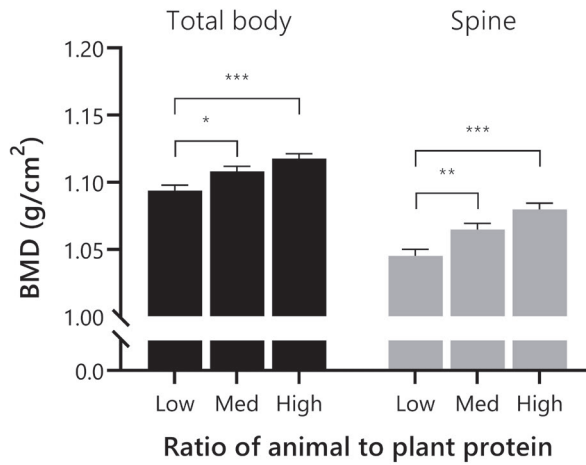 Total body
Spine
BMD (g/cm²)
1.20
1.15
1.10
1.05
1.00
0.0
***
*
***
**
Low Med High
Low Med High
Ratio of animal to plant protein